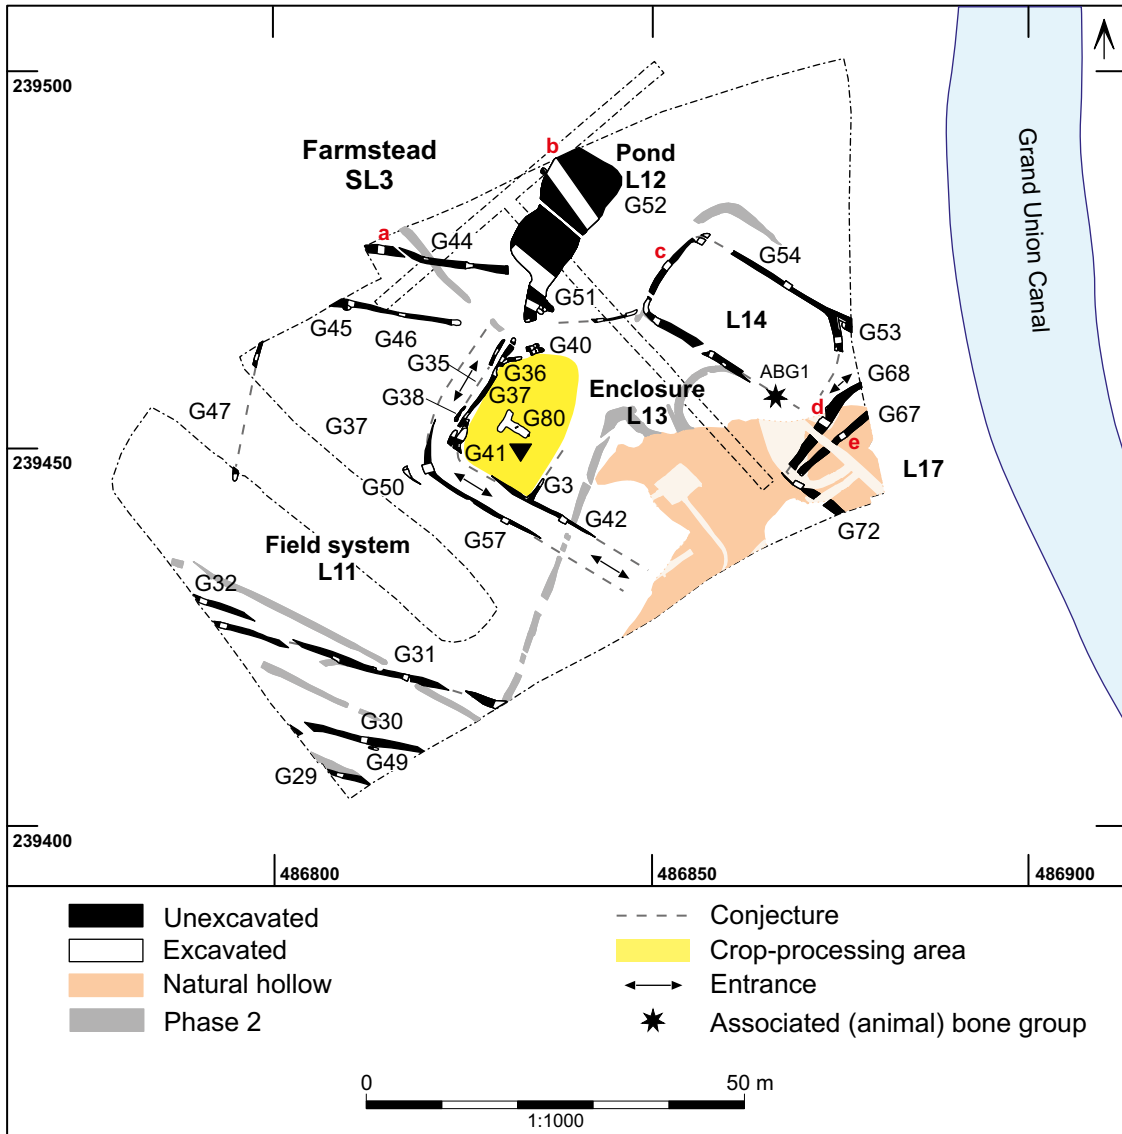 239500
b
Farmstead
SL3
Pond
L12
G52
Grand Union Canal
a
G44
c
G54
G51
G45
G46
L14
G53
G40
G35
G36
ABG1
G68
G37
Enclosure
L13
G38
G47
G37
G80
d
G67
239450
G41
e
L17
G50
G3
G42
G72
G57
Field system
L11
G32
G31
G30
G49
G29
239400
486800
486850
486900
Unexcavated
Conjecture
Excavated
Crop-processing area
Natural hollow
Entrance
Phase 2
Associated (animal) bone group
0
50 m
1:1000